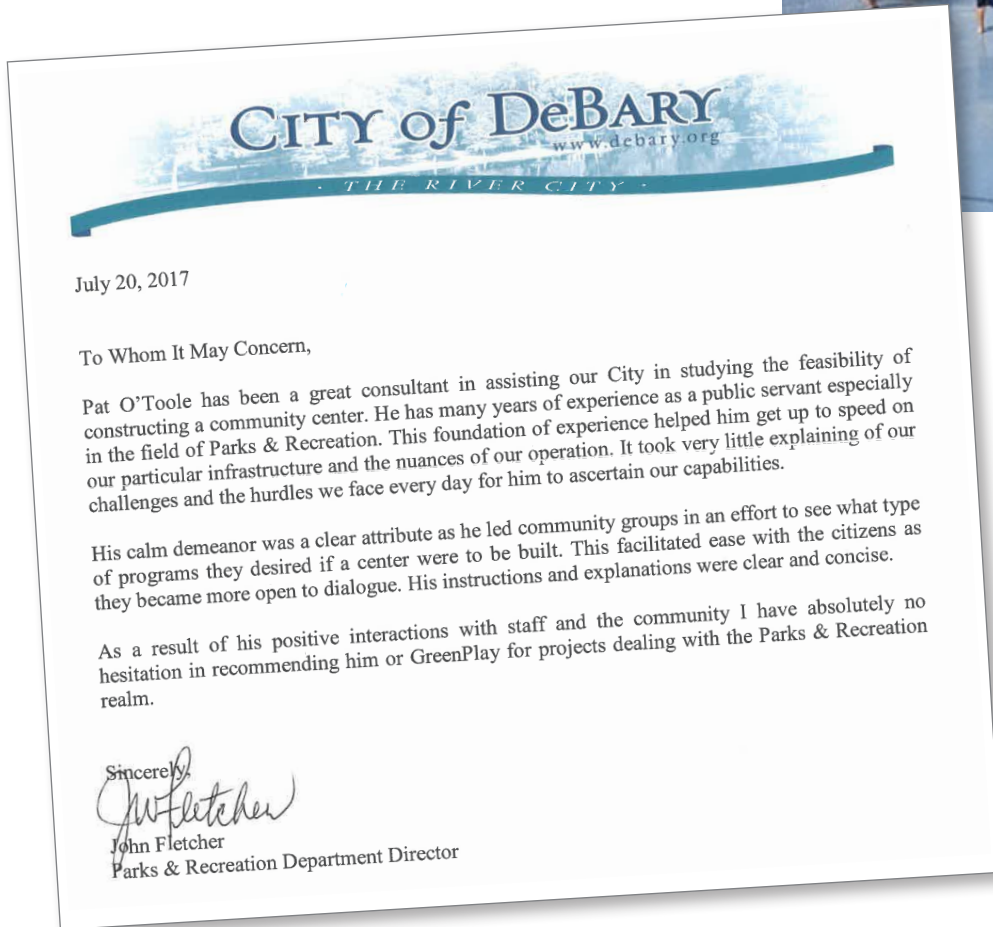 CITY of DeBARY
www.debary.org
· THE RIVER CITY ·
July 20, 2017
To Whom It May Concern,
Pat O’Toole has been a great consultant in assisting our City in studying the feasibility of
constructing a community center. He has many years of experience as a public servant especially
in the field of Parks & Recreation. This foundation of experience helped him get up to speed on
our particular infrastructure and the nuances of our operation. It took very little explaining of our
challenges and the hurdles we face every day for him to ascertain our capabilities.
His calm demeanor was a clear attribute as he led community groups in an effort to see what type
of programs they desired if a center were to be built. This facilitated ease with the citizens as
they became more open to dialogue. His instructions and explanations were clear and concise.
As a result of his positive interactions with staff and the community I have absolutely no
hesitation in recommending him or GreenPlay for projects dealing with the Parks & Recreation
realm.
Sincerely,
JWFletcher
John Fletcher
Parks & Recreation Department Director